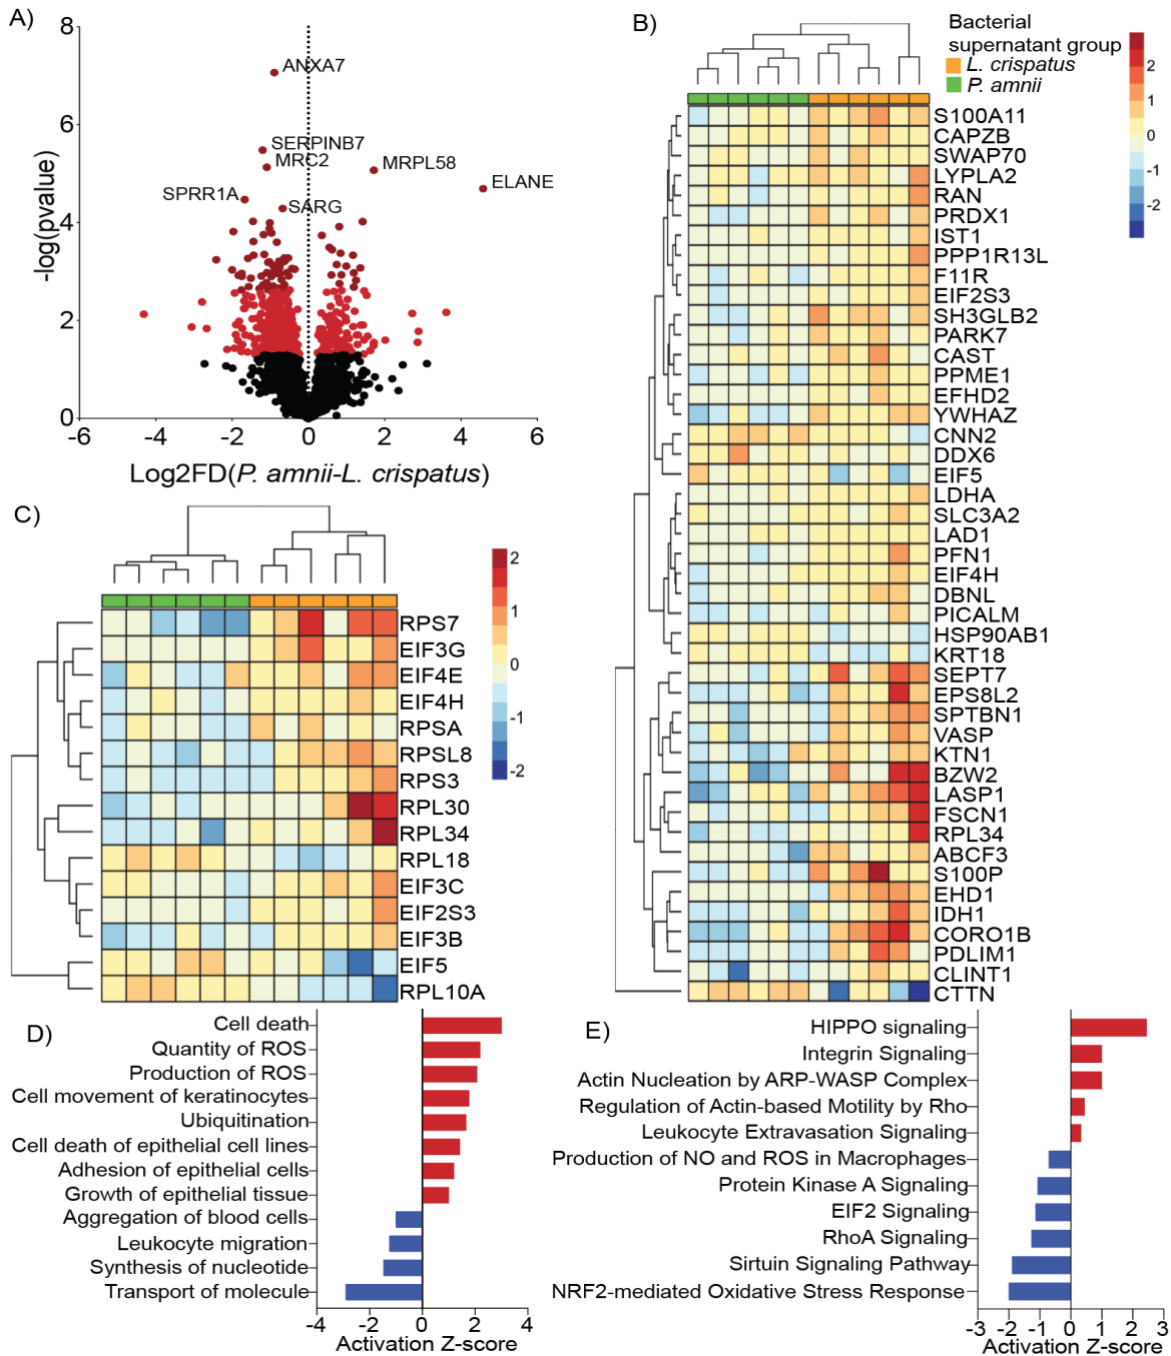 A)
8
6
4
2
0
-log(pvalue)
ANXA7
SERPINB7
MRC2
MRPL58
ELANE
SPRR1A
SARG
-6
-4
-2
0
2
4
6
Log2FD(P. amnii-L. crispatus)
B)
Bacterial
supernatant group
L. crispatus
P. amnii
2
1
0
-1
-2
S100A11
CAPZB
SWAP70
LYPLA2
RAN
PRDX1
IST1
PPP1R13L
F11R
EIF2S3
SH3GLB2
PARK7
CAST
PPME1
EFHD2
YWHAZ
CNN2
DDX6
EIF5
LDHA
SLC3A2
LAD1
PFN1
EIF4H
DBNL
PICALM
HSP90AB1
KRT18
SEPT7
EPS8L2
SPTBN1
VASP
KTN1
BZW2
LASP1
FSCN1
RPL34
ABCF3
S100P
EHD1
IDH1
CORO1B
PDLIM1
CLINT1
CTTN
C)
2
1
0
-1
-2
RPS7
EIF3G
EIF4E
EIF4H
RPSA
RPSL8
RPS3
RPL30
RPL34
RPL18
EIF3C
EIF2S3
EIF3B
EIF5
RPL10A
D)
Cell death
Quantity of ROS
Production of ROS
Cell movement of keratinocytes
Ubiquitination
Cell death of epithelial cell lines
Adhesion of epithelial cells
Growth of epithelial tissue
Aggregation of blood cells
Leukocyte migration
Synthesis of nucleotide
Transport of molecule
-4
-2
0
2
4
Activation Z-score
E)
HIPPO signaling
Integrin Signaling
Actin Nucleation by ARP-WASP Complex
Regulation of Actin-based Motility by Rho
Leukocyte Extravasation Signaling
Production of NO and ROS in Macrophages
Protein Kinase A Signaling
EIF2 Signaling
RhoA Signaling
Sirtuin Signaling Pathway
NRF2-mediated Oxidative Stress Response
-3
-2
-1
0
1
2
3
Activation Z-score